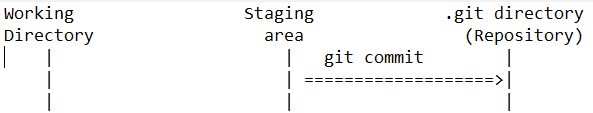 Working                Staging             .git directory
Directory                 area                (Repository)
|    |                       |   git commit        |
     |                       | ===================>|
     |                       |                     |